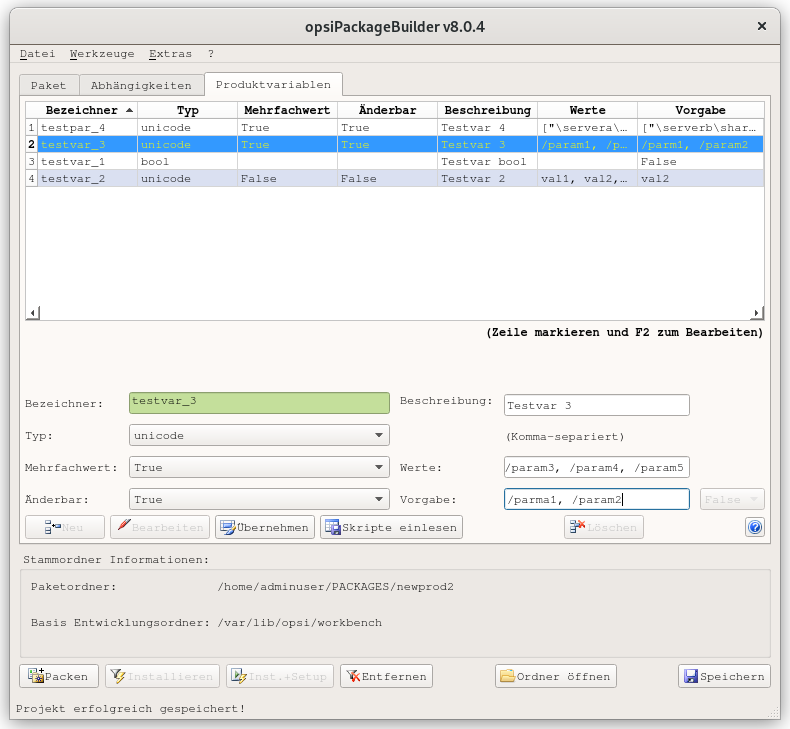 opsiPackageBuilder v8.0.4 ×
Datei Werkzeuge Extras ?
Paket Abhängigkeiten Produktvariablen
Bezeichner Typ Mehrfachwert Änderbar Beschreibung Werte Vorgabe
1 testpar_4 unicode True True Testvar 4 ["\servera\... ["\serverb\shar...
2 testvar_3 unicode True True Testvar 3 /param1, /p... /parm1, /param2
3 testvar_1 bool Testvar bool False
4 testvar_2 unicode False False Testvar 2 val1, val2,... val2
(Zeile markieren und F2 zum Bearbeiten)
Bezeichner: testvar_3 Beschreibung: Testvar 3
Typ: unicode (Komma-separiert)
Mehrfachwert: True Werte: /param3, /param4, /param5
Änderbar: True Vorgabe: /parma1, /param2 False
Neu Bearbeiten Übernehmen Skripte einlesen Löschen ?
Stammordner Informationen:
Paketordner: /home/adminuser/PACKAGES/newprod2
Basis Entwicklungsordner: /var/lib/opsi/workbench
Packen Installieren Inst.+Setup Entfernen Ordner öffnen Speichern
Projekt erfolgreich gespeichert!